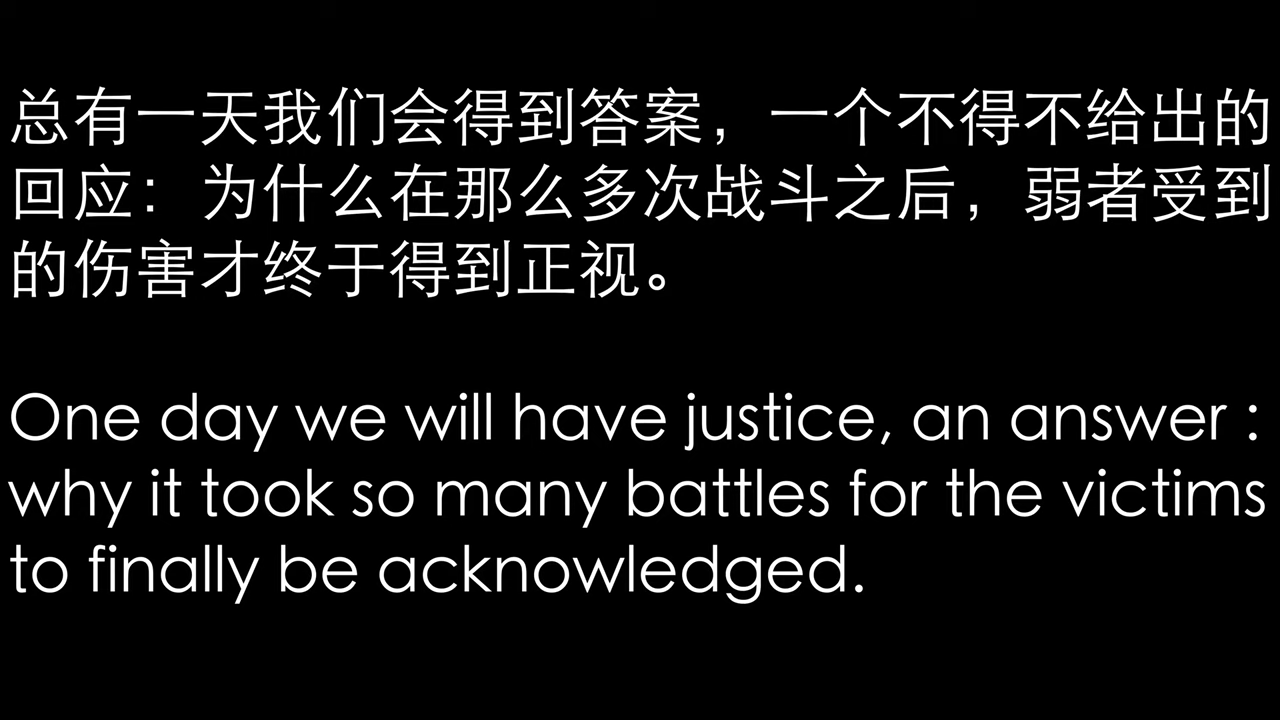 总有一天我们会得到答案，一个不得不给出的
回应：为什么在那么多次战斗之后，弱者受到
的伤害才终于得到正视。
One day we will have justice, an answer :
why it took so many battles for the victims
to finally be acknowledged.